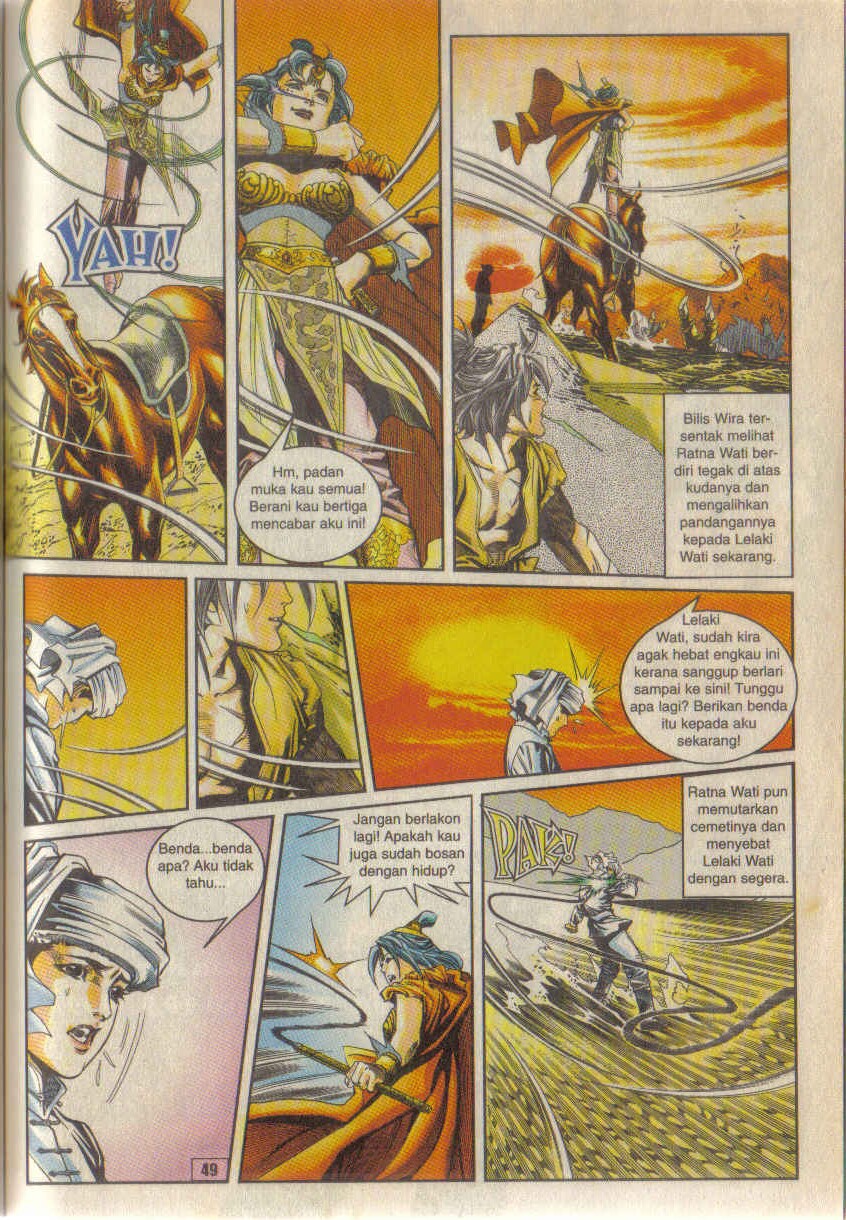 YAH!
Hm, padan
muka kau semua!
Berani kau bertiga
mencabar aku ini!
Bilis Wira ter-
sentak melihat
Ratna Wati ber-
diri tegak di atas
kudanya dan
mengalihkan
pandangannya
kepada Lelaki
Wati sekarang.
Lelaki
Wati, sudah kira
agak hebat engkau ini
kerana sanggup berlari
sampai ke sini! Tunggu
apa lagi? Berikan benda
itu kepada aku
sekarang!
Benda...benda
apa? Aku tidak
tahu...
Jangan berlakon
lagi! Apakah kau
juga sudah bosan
dengan hidup?
Ratna Wati pun
memutarkan
cemetinya dan
menyebat
Lelaki Wati
dengan segera.
PAK!
49